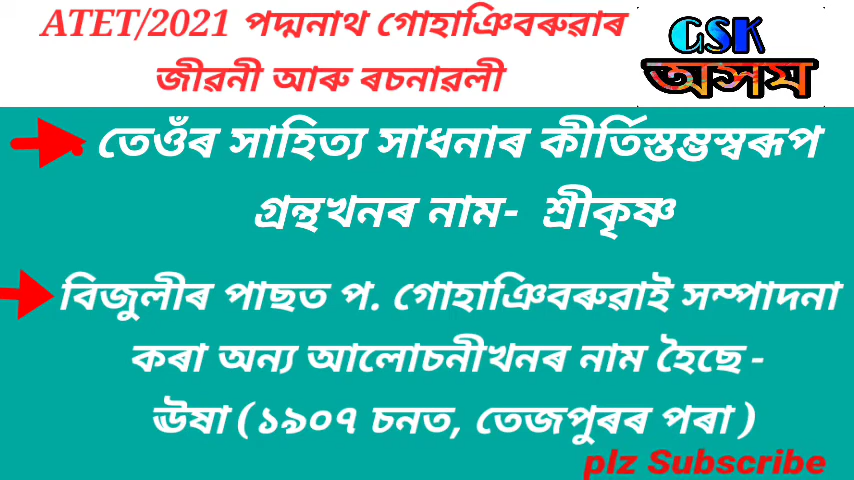 ATET/2021 পদ্মনাথ গোহাঞিবৰুৱাৰ
জীৱনী আৰু ৰচনাৱলী
GSK
অসম
তেওঁৰ সাহিত্য সাধনাৰ কীৰ্তিস্তম্ভস্বৰূপ
গ্ৰন্থখনৰ নাম- শ্ৰীকৃষ্ণ
বিজুলীৰ পাছত প. গোহাঞিবৰুৱাই সম্পাদনা
কৰা অন্য আলোচনীখনৰ নাম হৈছে -
ঊষা (১৯০৭ চনত, তেজপুৰৰ পৰা )
plz Subscribe